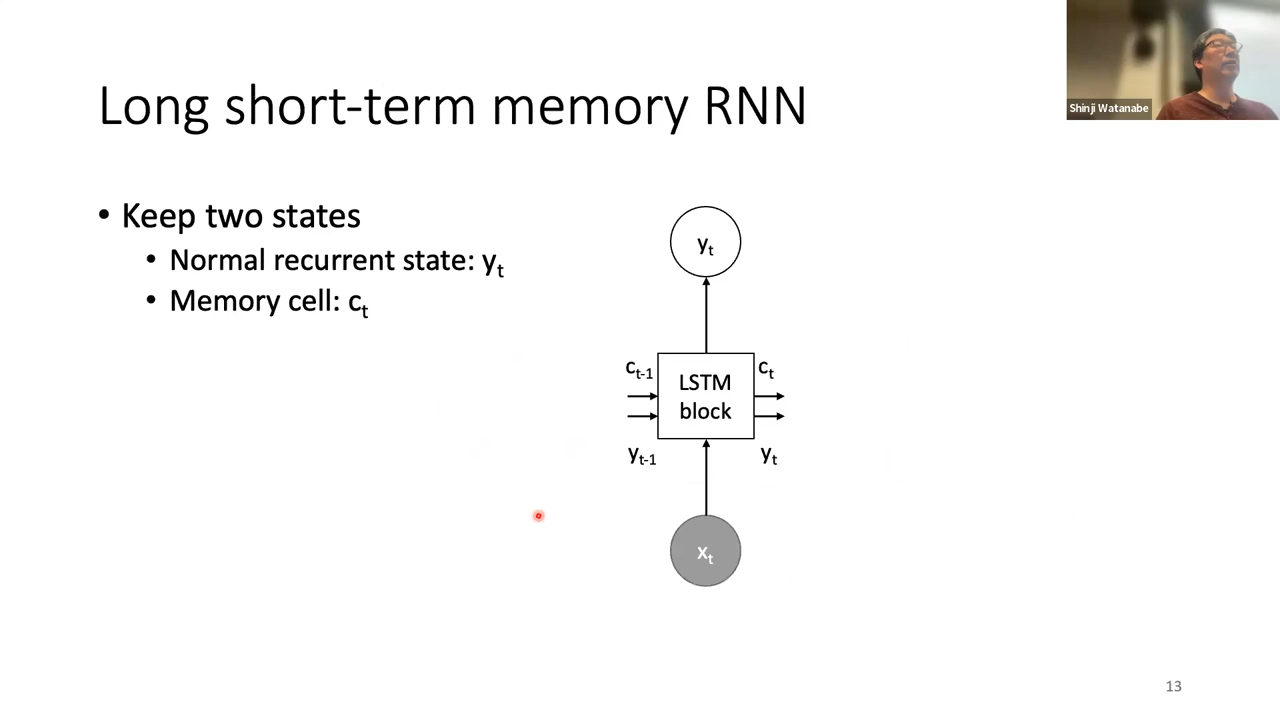 Shinji Watanabe
Long short-term memory RNN
• Keep two states
• Normal recurrent state: yt
• Memory cell: ct
yt
ct-1
ct
LSTM
block
yt-1
yt
xt
13